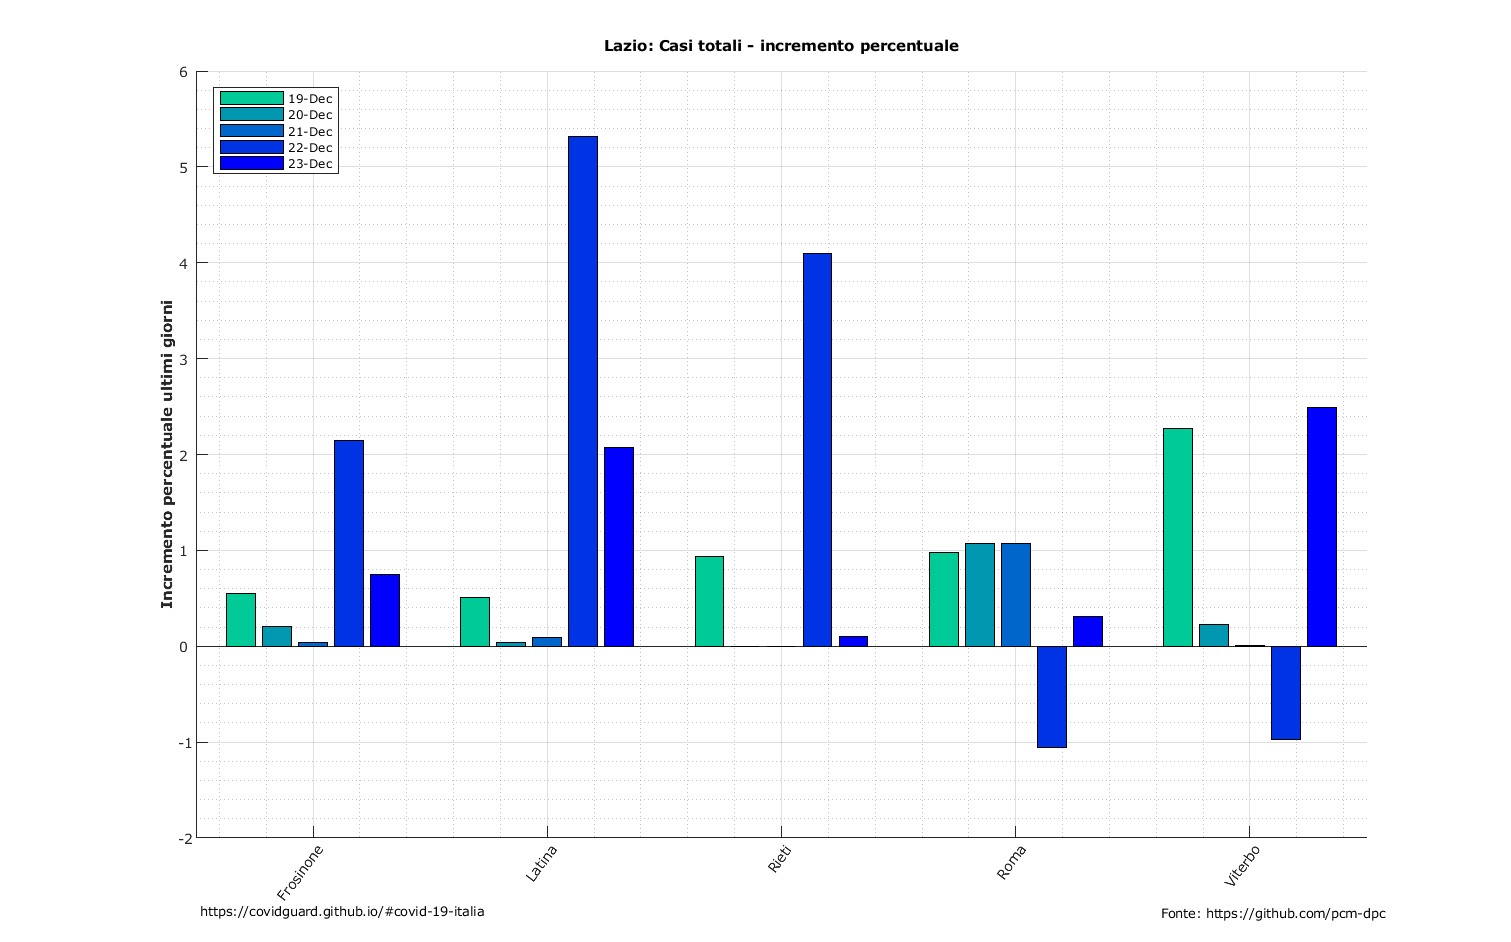 Lazio: Casi totali - incremento percentuale
19-Dec
20-Dec
21-Dec
22-Dec
23-Dec
Incremento percentuale ultimi giorni
6
5
4
3
2
1
0
-1
-2
Frosinone
Latina
Rieti
Roma
Viterbo
https://covidguard.github.io/#covid-19-italia
Fonte: https://github.com/pcm-dpc